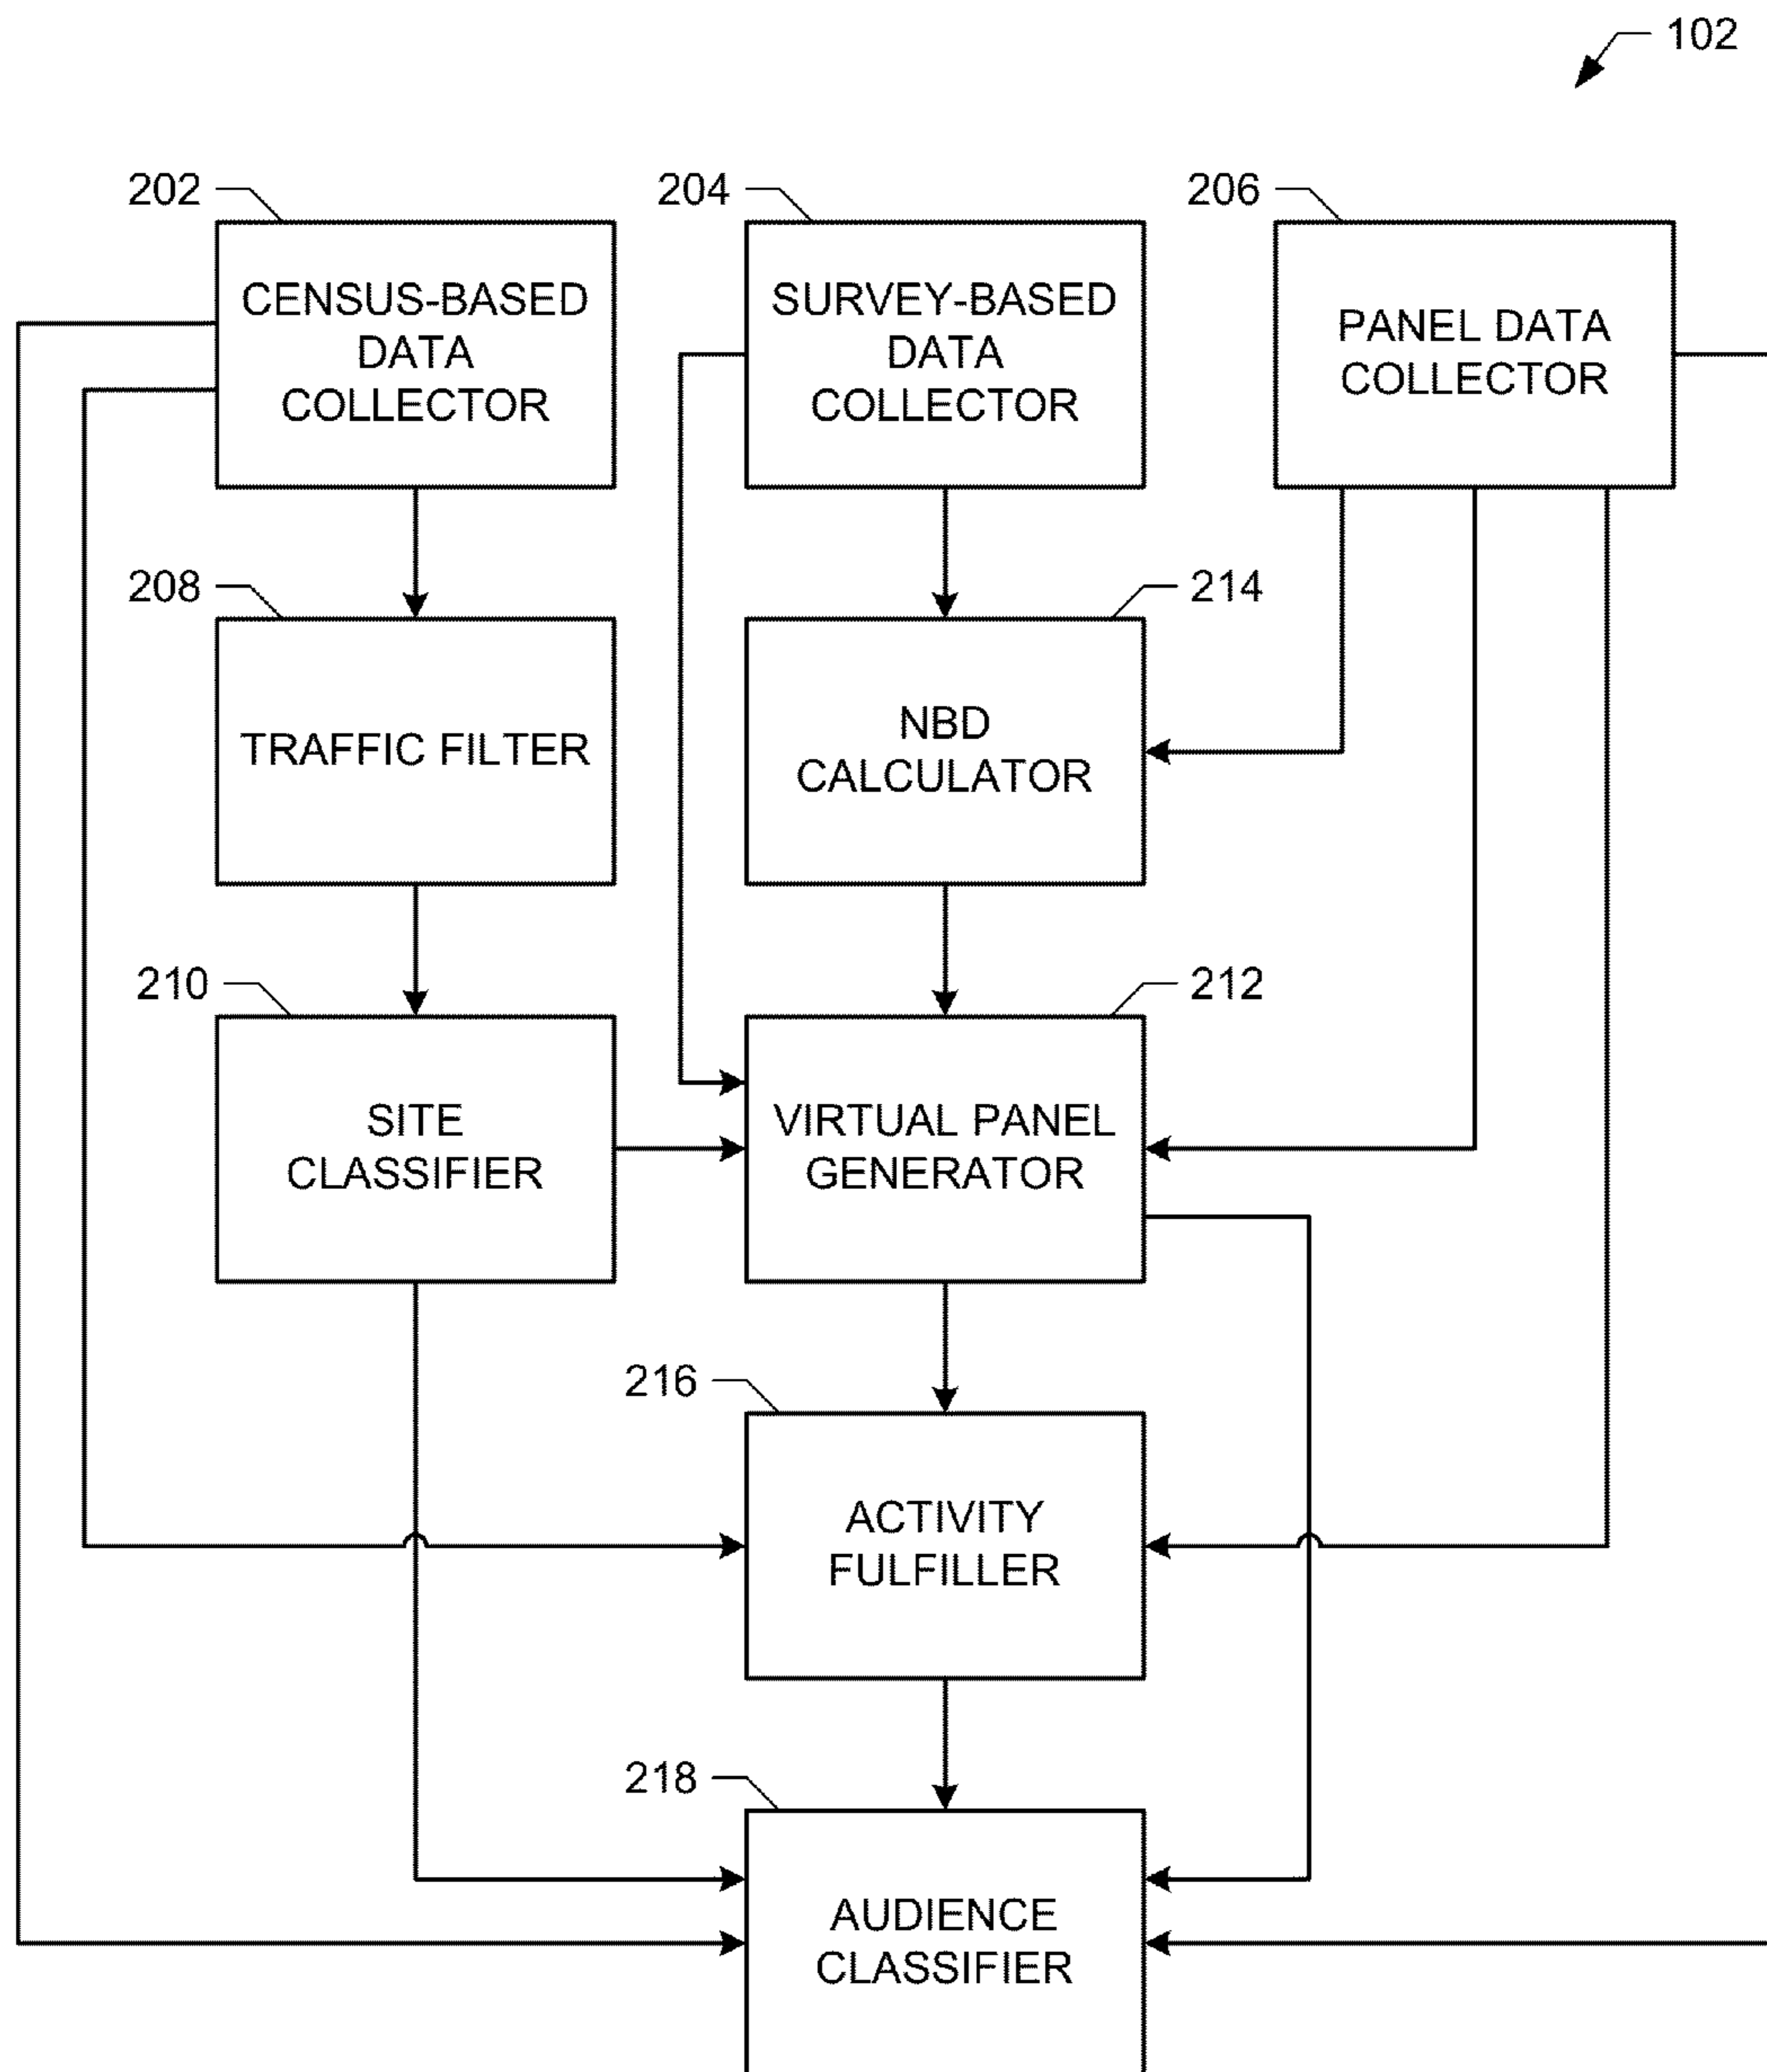 102
202
204
206
CENSUS-BASED
DATA
COLLECTOR
SURVEY-BASED
DATA
COLLECTOR
PANEL DATA
COLLECTOR
208
214
TRAFFIC FILTER
NBD
CALCULATOR
210
212
SITE
CLASSIFIER
VIRTUAL PANEL
GENERATOR
216
ACTIVITY
FULFILLER
218
AUDIENCE
CLASSIFIER